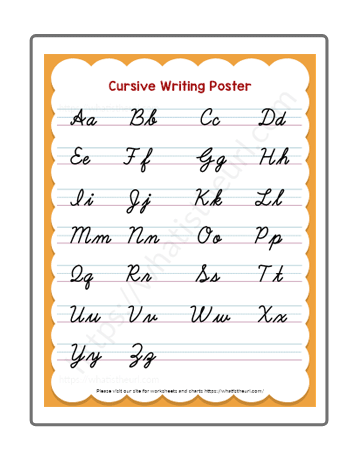 Cursive Writing Poster
Aa Bb Cc Dd
Ee Ff Gg Hh
Ii Jj Kk Ll
Mm Nn Oo Pp
Qq Rr Ss Tt
Uu Vv Ww Xx
Yy Zz
Please visit our site for worksheets and charts https://whatistheurl.com/
https://whatistheurl.com